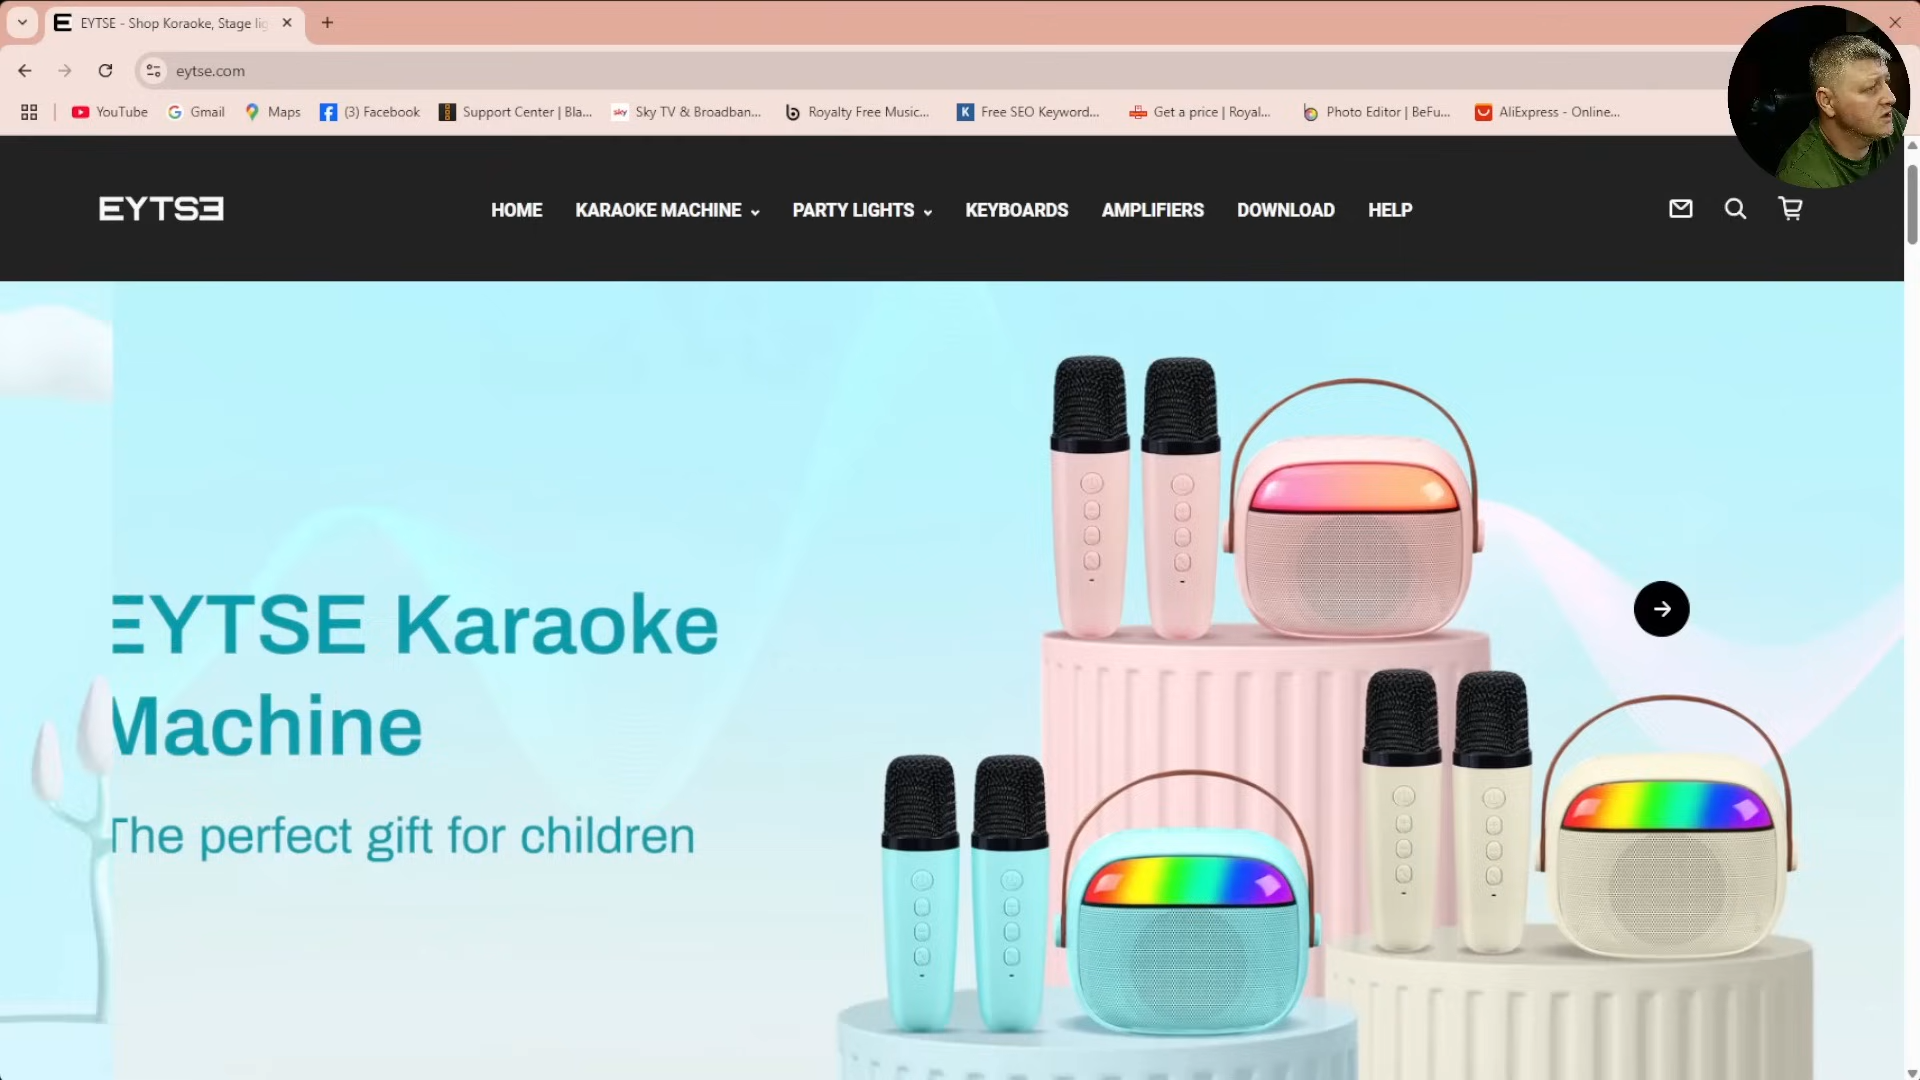 EYTSE - Shop Koraoke, Stage lig
eytse.com
YouTube Gmail Maps (3) Facebook Support Center | Bla... Sky TV & Broadban... Royalty Free Music... Free SEO Keyword... Get a price | Royal... Photo Editor | BeFu... AliExpress - Online...
EYTSE HOME KARAOKE MACHINE PARTY LIGHTS KEYBOARDS AMPLIFIERS DOWNLOAD HELP
EYTSE Karaoke
Machine
The perfect gift for children